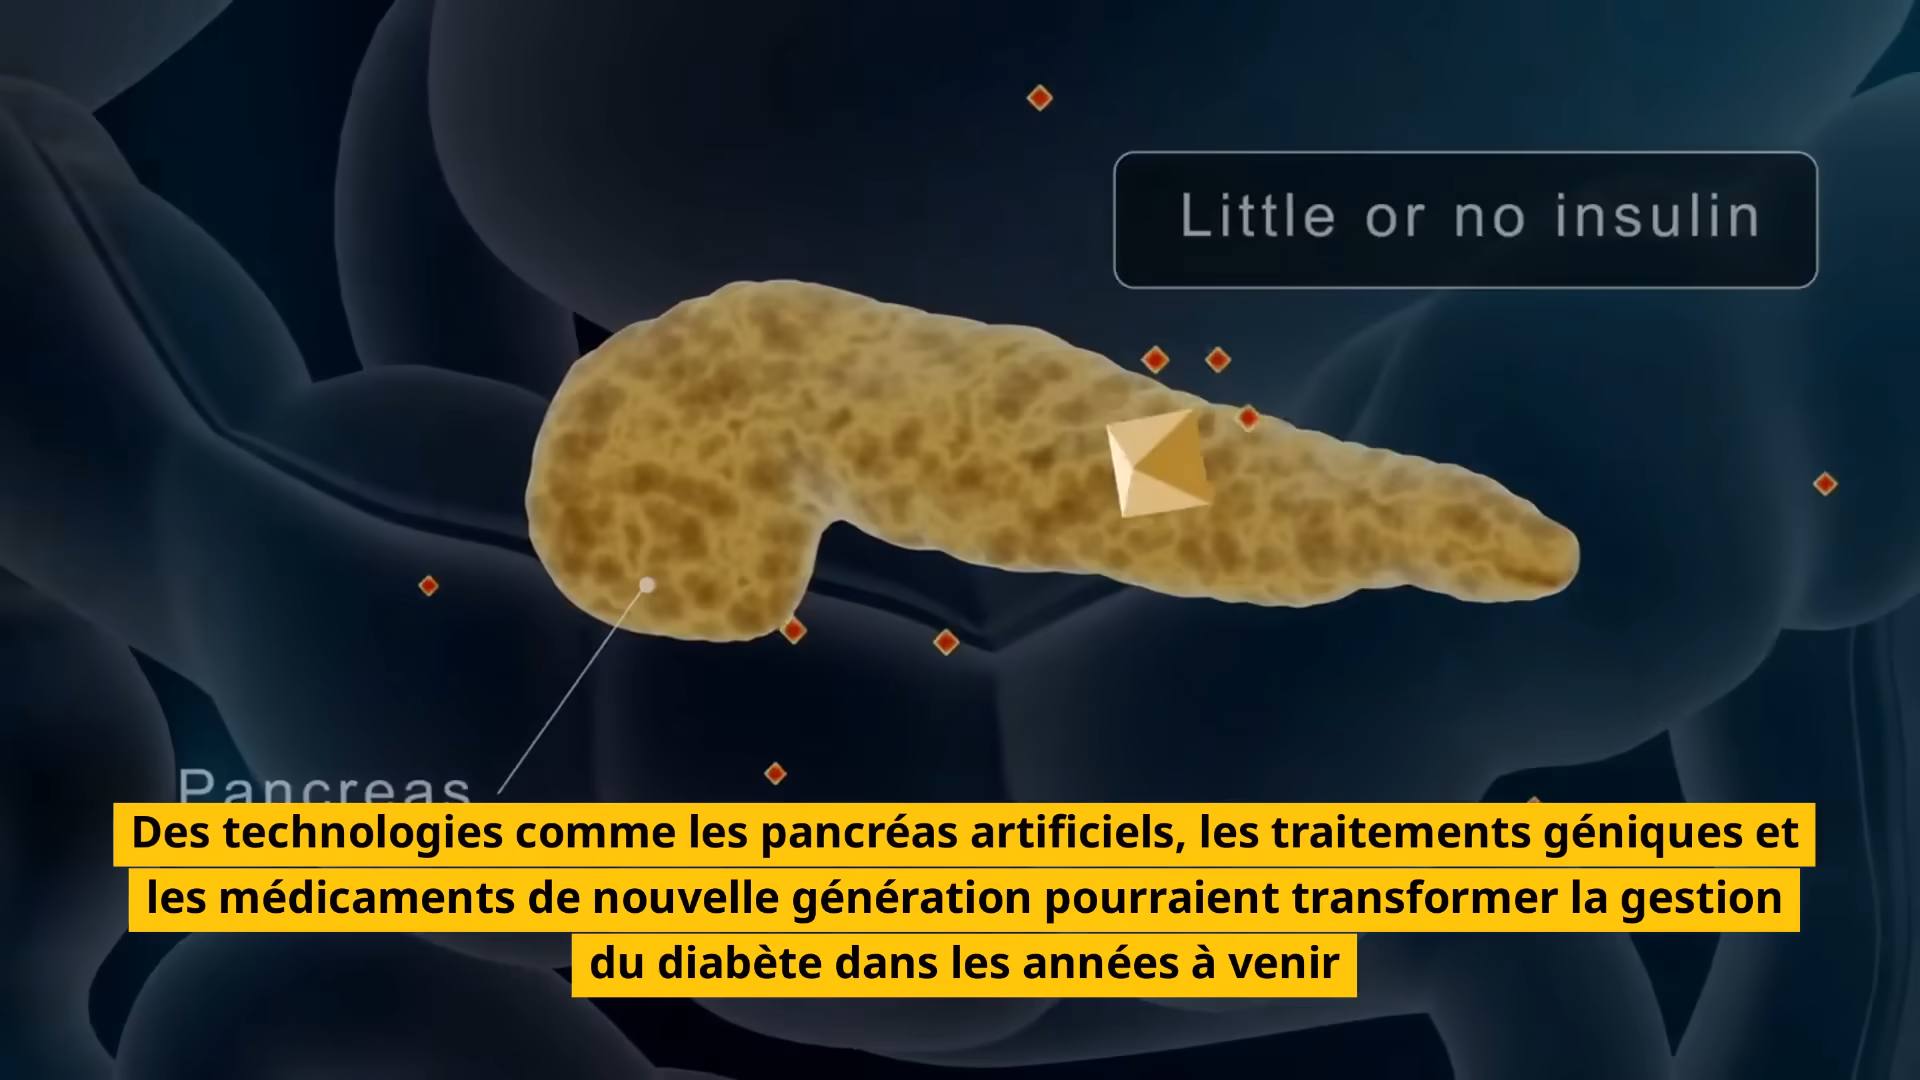 Little or no insulin
Pancreas
Des technologies comme les pancréas artificiels, les traitements géniques et
les médicaments de nouvelle génération pourraient transformer la gestion
du diabète dans les années à venir